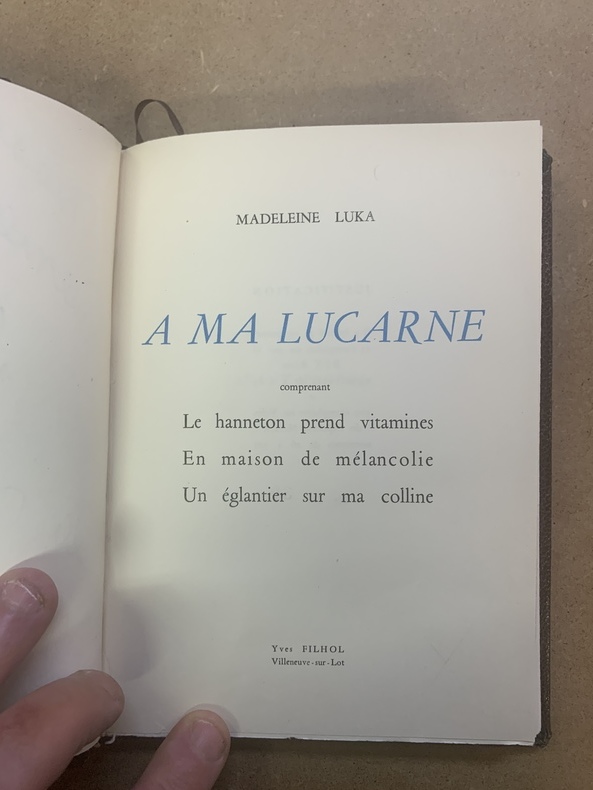 MADELEINE LUKA
A MA LUCARNE
comprenant
Le hanneton prend vitamines
En maison de mélancolie
Un églantier sur ma colline
Yves FILHOL
Villeneuve-sur-Lot